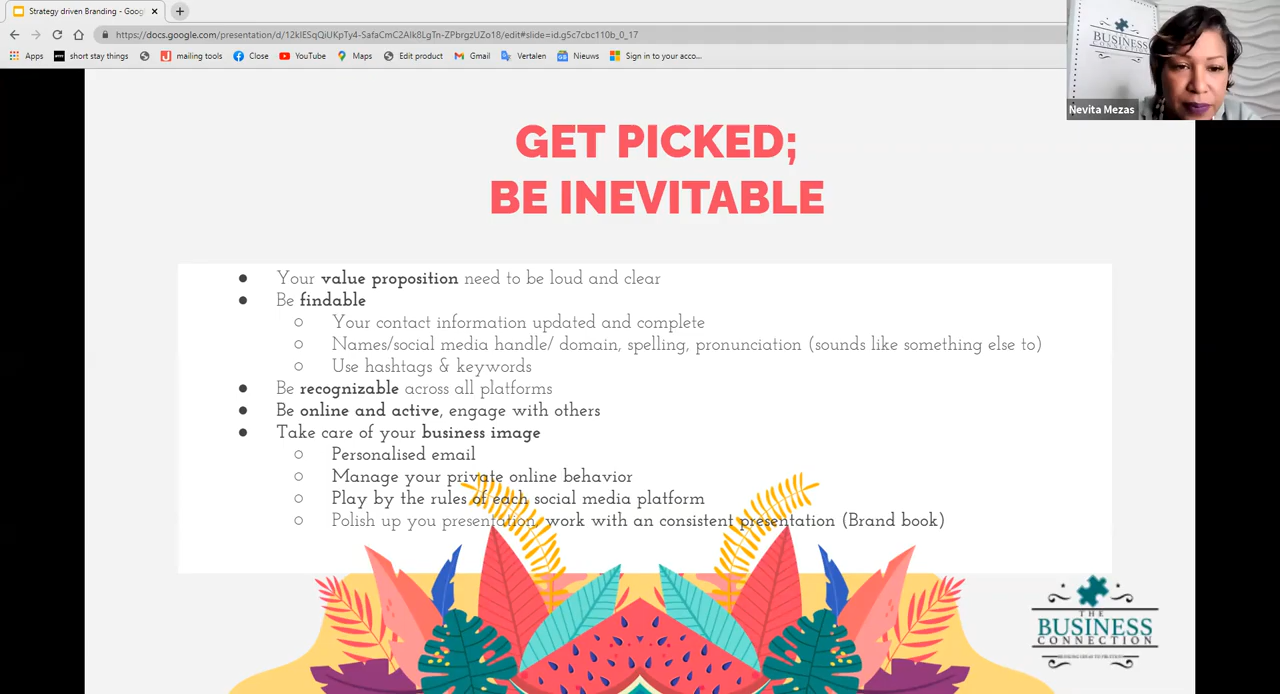 Strategy driven Branding - Googl
https://docs.google.com/presentation/d/12kIESqQiUKpTy4-SafaCmC2AIk8LyjTn-ZPbrgzUZo18/edit#slide=id.g5c7cbc110b_0_17
Apps short stay things mailing tools Close YouTube Maps Edit product Gmail Vertalen Nieuws Sign in to your acco...
BUSINESS
Nevita Mezas
GET PICKED;
BE INEVITABLE
● Your value proposition need to be loud and clear
● Be findable
○ Your contact information updated and complete
○ Names/social media handle/ domain, spelling, pronunciation (sounds like something else to)
○ Use hashtags & keywords
● Be recognizable across all platforms
● Be online and active, engage with others
● Take care of your business image
○ Personalised email
○ Manage your private online behavior
○ Play by the rules of each social media platform
○ Polish up you presentation, work with an consistent presentation (Brand book)
THE
BUSINESS
CONNECTION